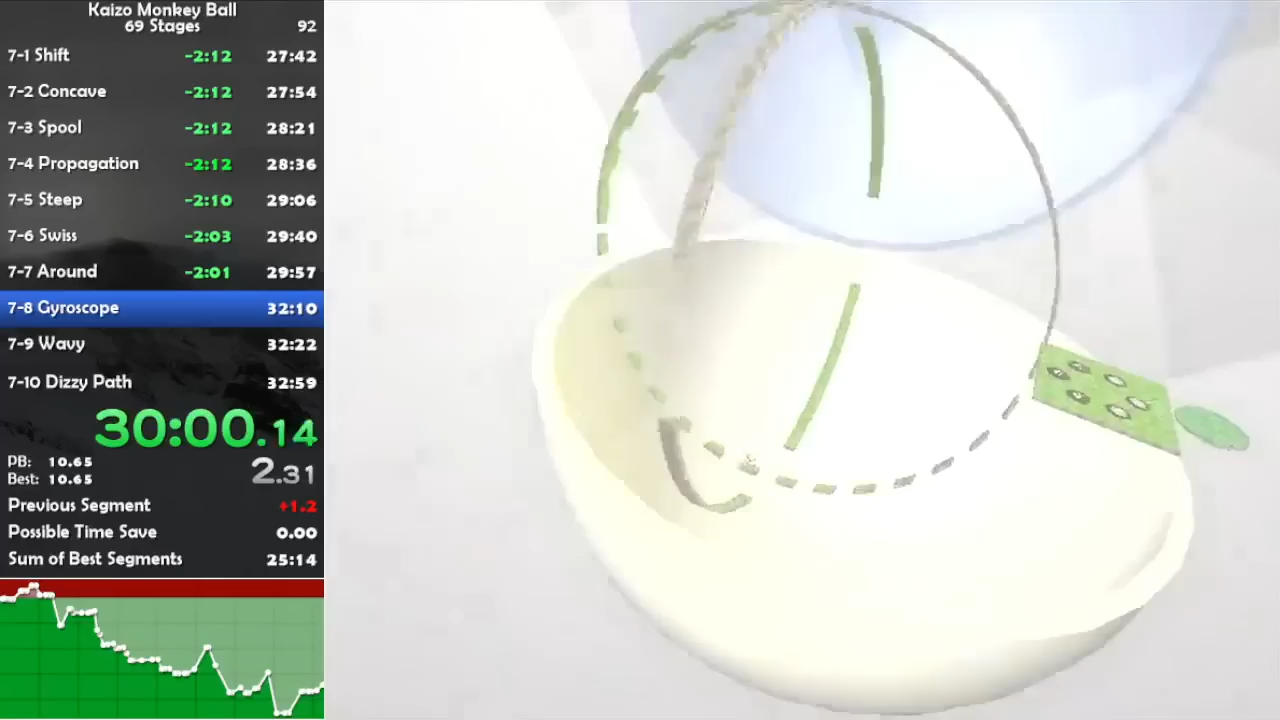 Kaizo Monkey Ball
69 Stages 92
7-1 Shift -2:12 27:42
7-2 Concave -2:12 27:54
7-3 Spool -2:12 28:21
7-4 Propagation -2:12 28:36
7-5 Steep -2:10 29:06
7-6 Swiss -2:03 29:40
7-7 Around -2:01 29:57
7-8 Gyroscope 32:10
7-9 Wavy 32:22
7-10 Dizzy Path 32:59
30:00.14
PB: 10.65 2.31
Best: 10.65
Previous Segment +1.2
Possible Time Save 0.00
Sum of Best Segments 25:14